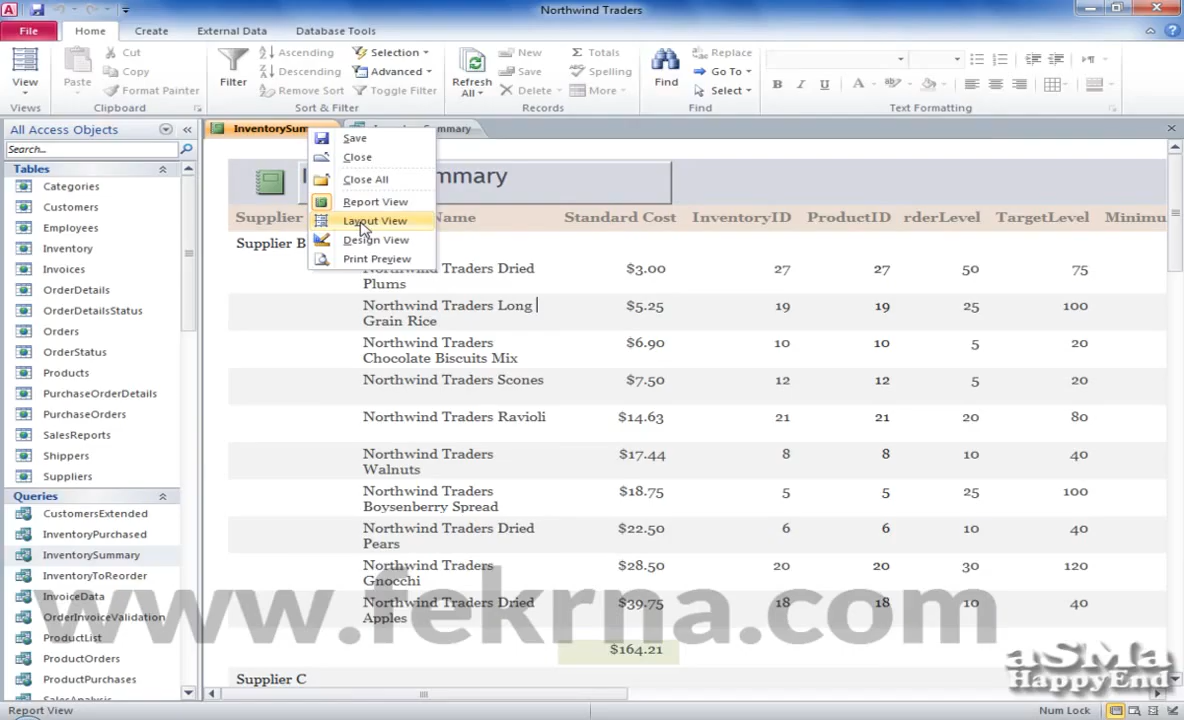 Northwind Traders
File Home Create External Data Database Tools
View Paste Cut Copy Format Painter Filter Ascending Descending Remove Sort Selection Advanced Toggle Filter Refresh All New Save Delete Totals Spelling More Find Replace Go To Select B I U A ab
Views Clipboard Sort & Filter Records Find Text Formatting
All Access Objects
Search...
Tables
Categories
Customers
Employees
Inventory
Invoices
OrderDetails
OrderDetailsStatus
Orders
OrderStatus
Products
PurchaseOrderDetails
PurchaseOrders
SalesReports
Shippers
Suppliers
Queries
CustomersExtended
InventoryPurchased
InventorySummary
InventoryToReorder
InvoiceData
OrderInvoiceValidation
ProductList
ProductOrders
ProductPurchases
SalesAnalysis
InventorySum mmary
Save
Close
Close All
Report View
Layout View
Design View
Print Preview
mmary
Supplier Name Standard Cost InventoryID ProductID rderLevel TargetLevel Minimu
Supplier B
Northwind Traders Dried $3.00 27 27 50 75
Plums
Northwind Traders Long $5.25 19 19 25 100
Grain Rice
Northwind Traders $6.90 10 10 5 20
Chocolate Biscuits Mix
Northwind Traders Scones $7.50 12 12 5 20
Northwind Traders Ravioli $14.63 21 21 20 80
Northwind Traders $17.44 8 8 10 40
Walnuts
Northwind Traders $18.75 5 5 25 100
Boysenberry Spread
Northwind Traders Dried $22.50 6 6 10 40
Pears
Northwind Traders $28.50 20 20 30 120
Gnocchi
Northwind Traders Dried $39.75 18 18 10 40
Apples
$164.21
Supplier C
www.fekrna.com
aSMa
HappyEnd
Report View Num Lock